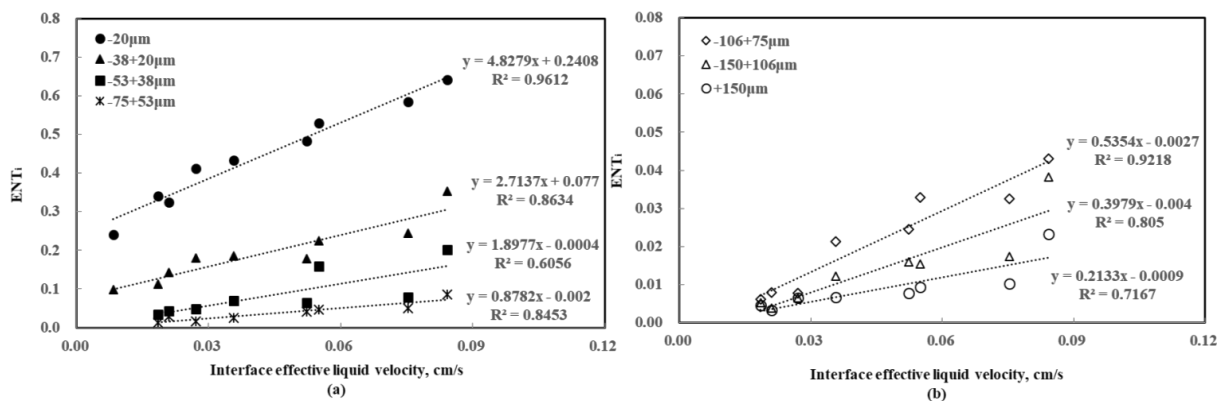 0.8
0.7
0.6
0.5
0.4
0.3
0.2
0.1
0.0
ENTi
-20μm
-38+20μm
-53+38μm
-75+53μm
y = 4.8279x + 0.2408
R² = 0.9612
y = 2.7137x + 0.077
R² = 0.8634
y = 1.8977x - 0.0004
R² = 0.6056
y = 0.8782x - 0.002
R² = 0.8453
0.00 0.03 0.06 0.09 0.12
Interface effective liquid velocity, cm/s
(a)
0.08
0.07
0.06
0.05
0.04
0.03
0.02
0.01
0.00
ENTi
-106+75μm
-150+106μm
+150μm
y = 0.5354x - 0.0027
R² = 0.9218
y = 0.3979x - 0.004
R² = 0.805
y = 0.2133x - 0.0009
R² = 0.7167
0.00 0.03 0.06 0.09 0.12
Interface effective liquid velocity, cm/s
(b)